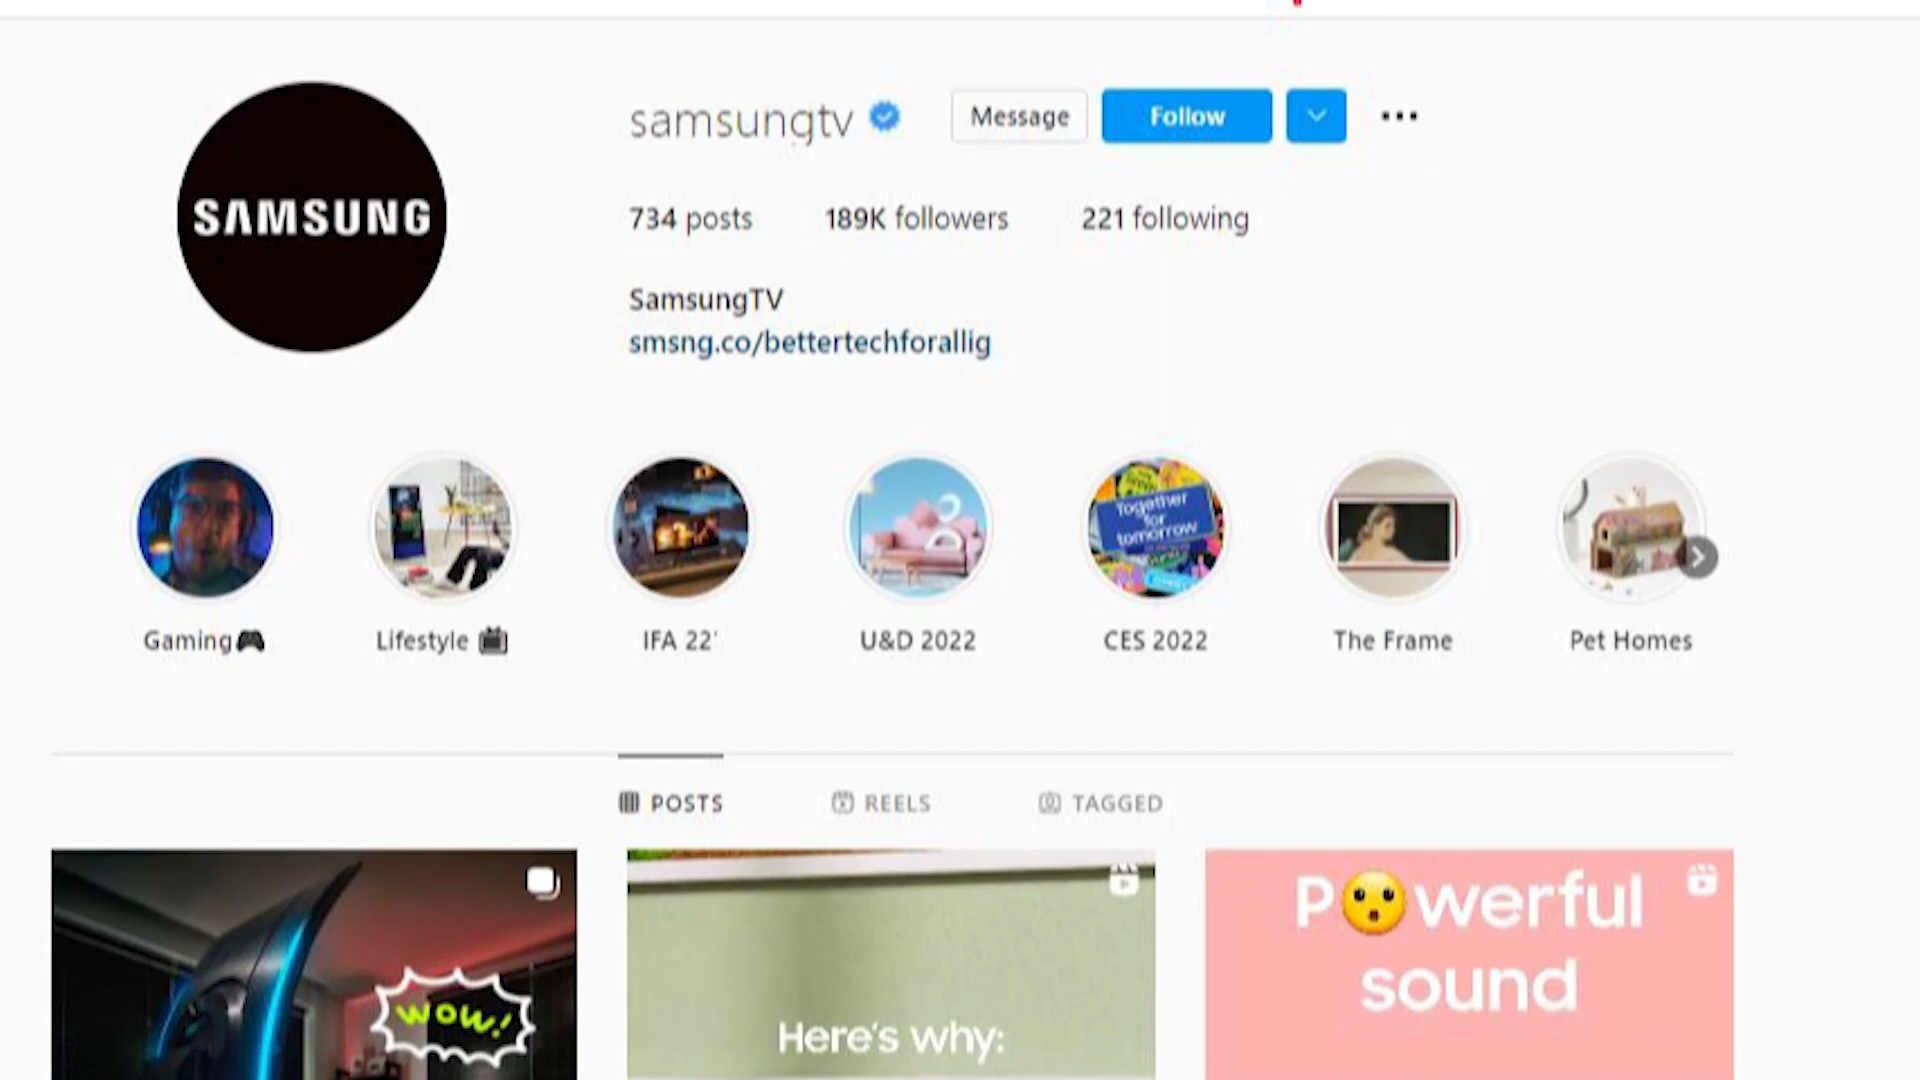 samsungtv
Message
Follow
SAMSUNG
734 posts 189K followers 221 following
SamsungTV
smsng.co/bettertechforallig
Together
for
tomorrow
Gaming🎮 Lifestyle 📺 IFA 22' U&D 2022 CES 2022 The Frame Pet Homes
POSTS REELS TAGGED
WOW!
Here's why:
P😮werful
sound